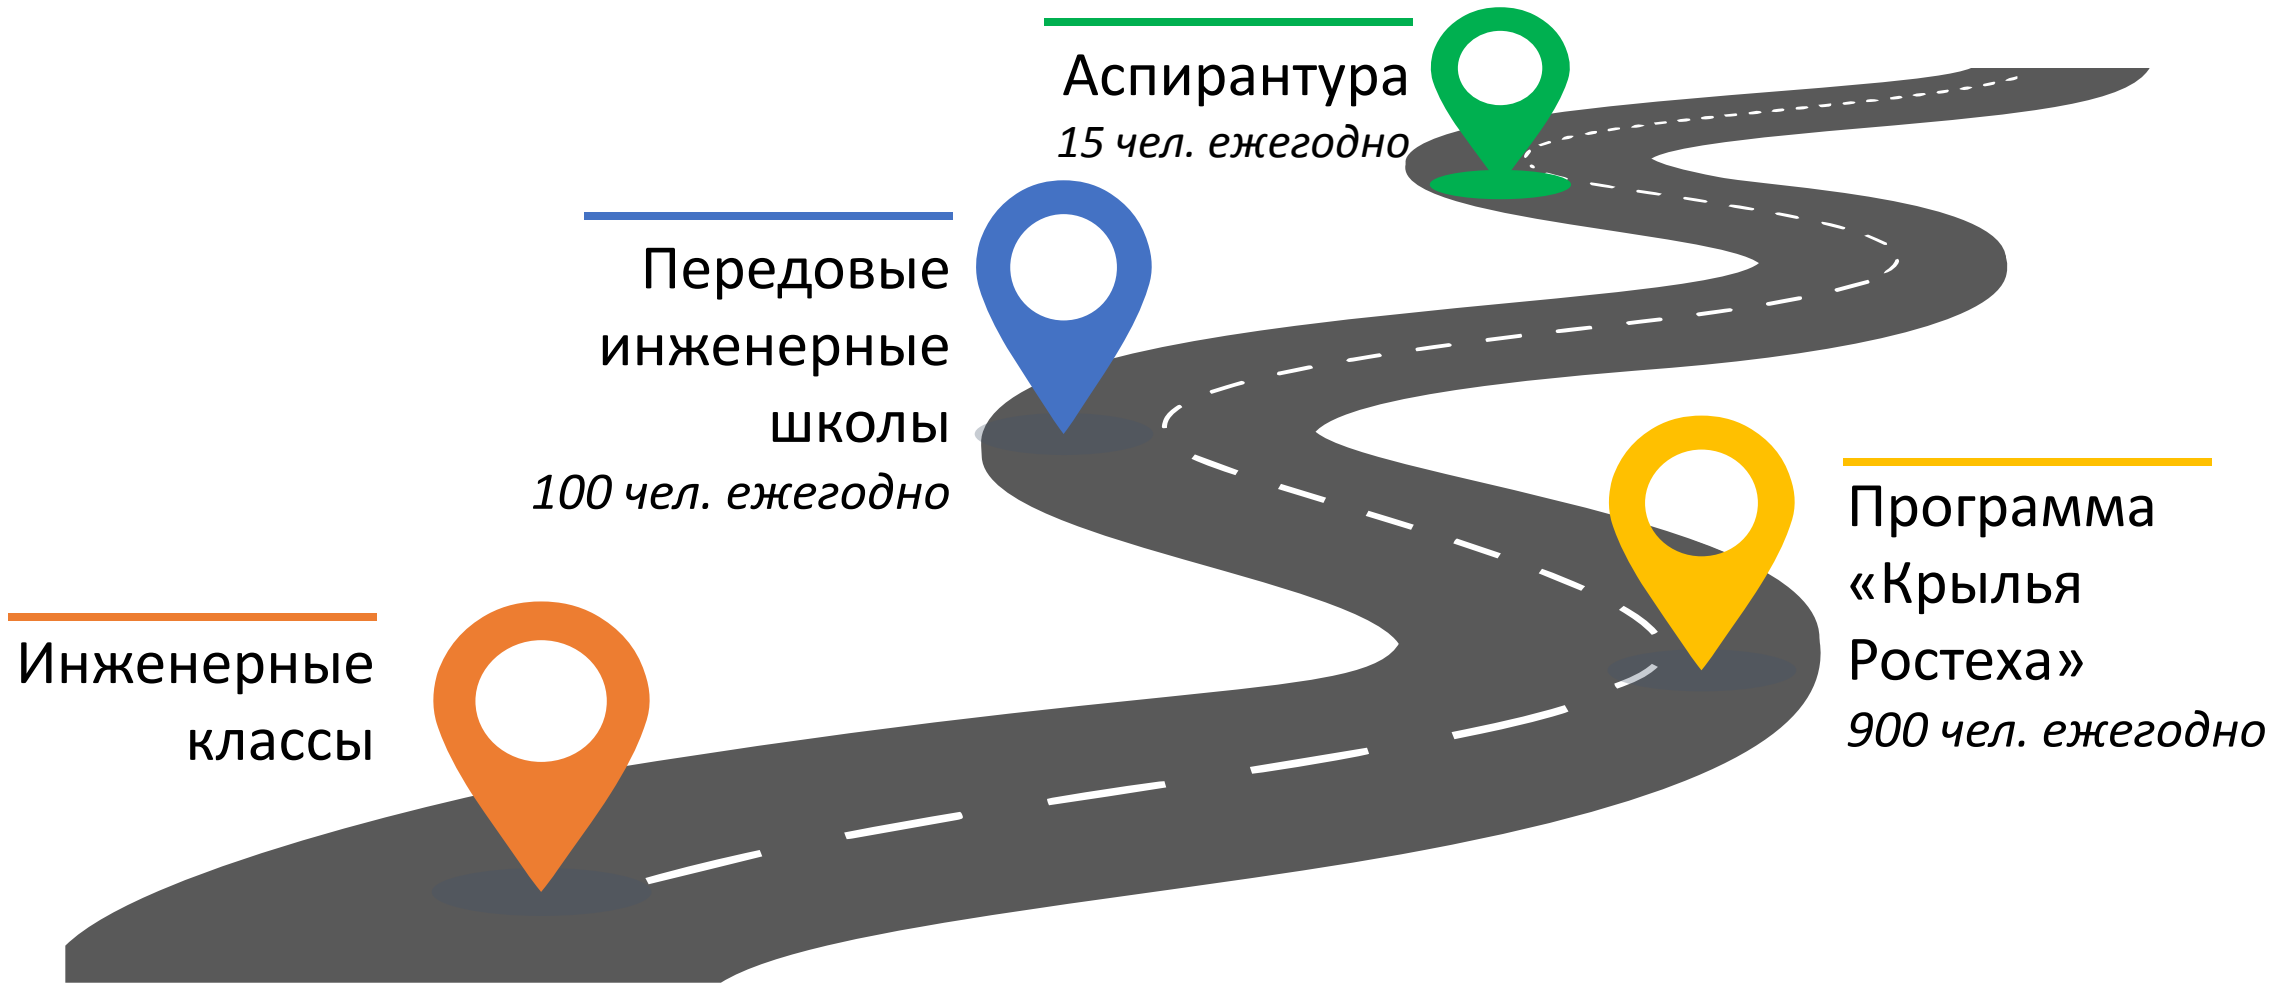 Аспирантура
15 чел. ежегодно
Передовые
инженерные
школы
100 чел. ежегодно
Программа
«Крылья
Ростеха»
900 чел. ежегодно
Инженерные
классы